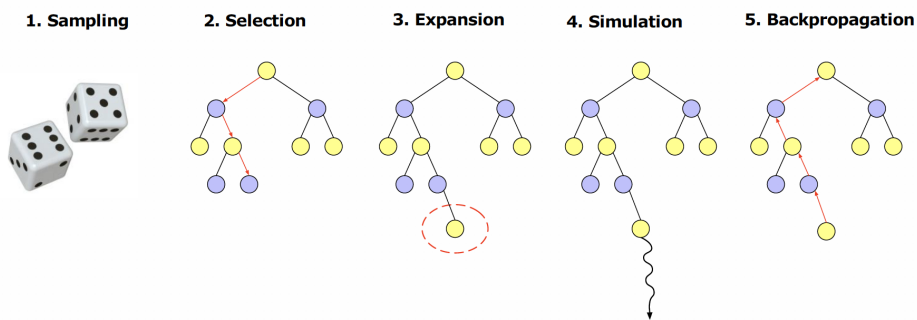 1. Sampling
2. Selection
3. Expansion
4. Simulation
5. Backpropagation